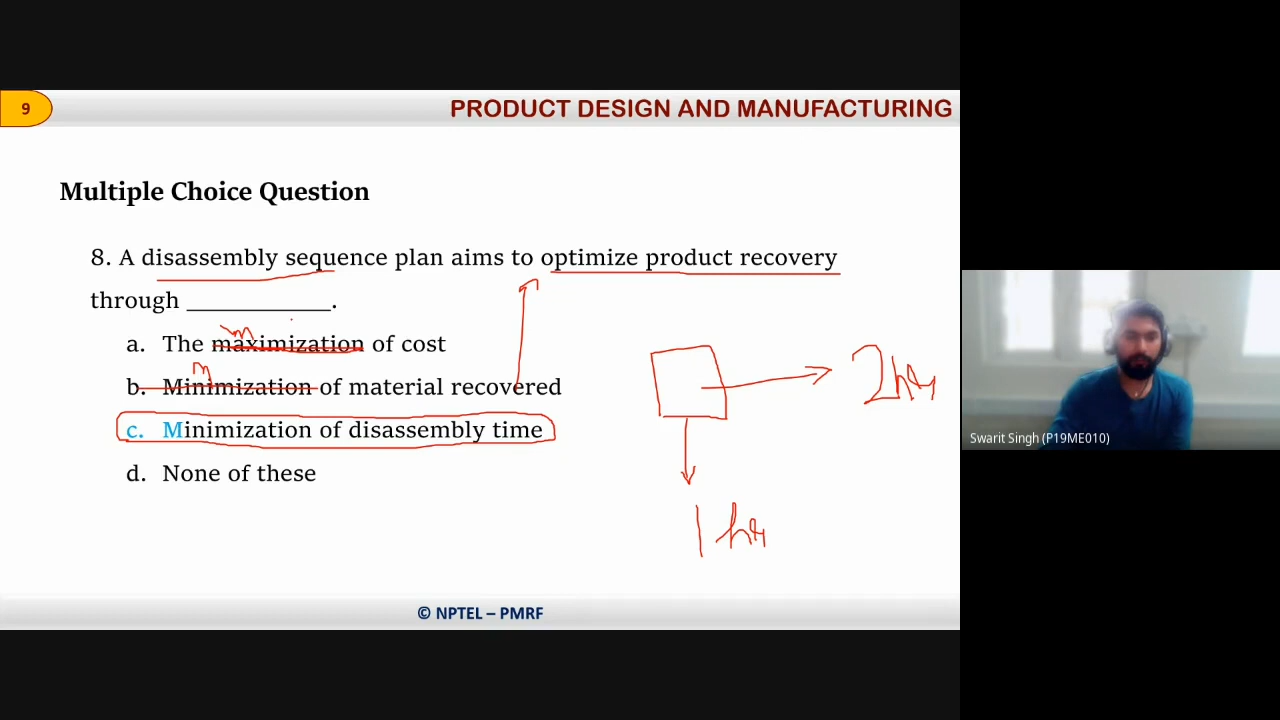 9
PRODUCT DESIGN AND MANUFACTURING
Multiple Choice Question
8. A disassembly sequence plan aims to optimize product recovery
through ___________.
a. The maximization of cost
m
b. Minimization of material recovered
m
c. Minimization of disassembly time
d. None of these
2hr
1 hr
Swarit Singh (P19ME010)
© NPTEL – PMRF